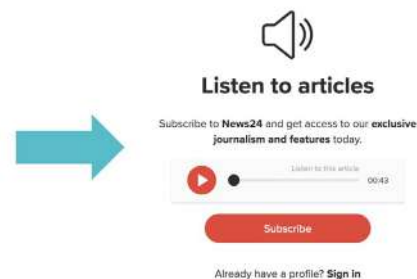 Listen to articles
Subscribe to News24 and get access to our exclusive
journalism and features today.
Listen to this article
00:43
Subscribe
Already have a profile? Sign in